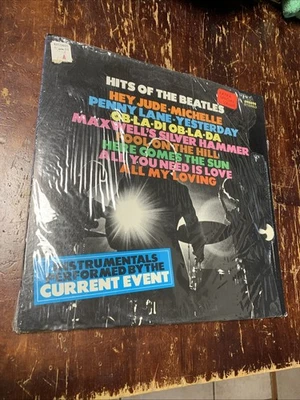 HITS OF THE BEATLES
HEY JUDE-MICHELLE
PENNY LANE-YESTERDAY
OB-LA-DI OB-LA-DA
MAXWELL'S SILVER HAMMER
FOOL ON THE HILL
HERE COMES THE SUN
ALL YOU NEED IS LOVE
ALL MY LOVING
INSTRUMENTALS
PERFORMED BY THE
CURRENT EVENT